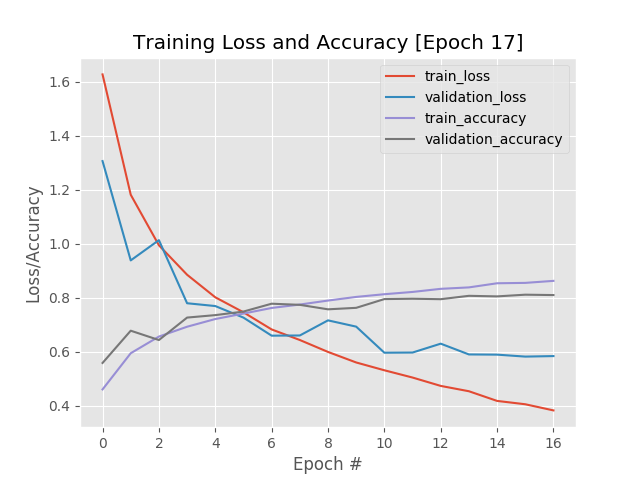 Training Loss and Accuracy [Epoch 17]
train_loss
validation_loss
train_accuracy
validation_accuracy
Loss/Accuracy
1.6
1.4
1.2
1.0
0.8
0.6
0.4
0 2 4 6 8 10 12 14 16
Epoch #